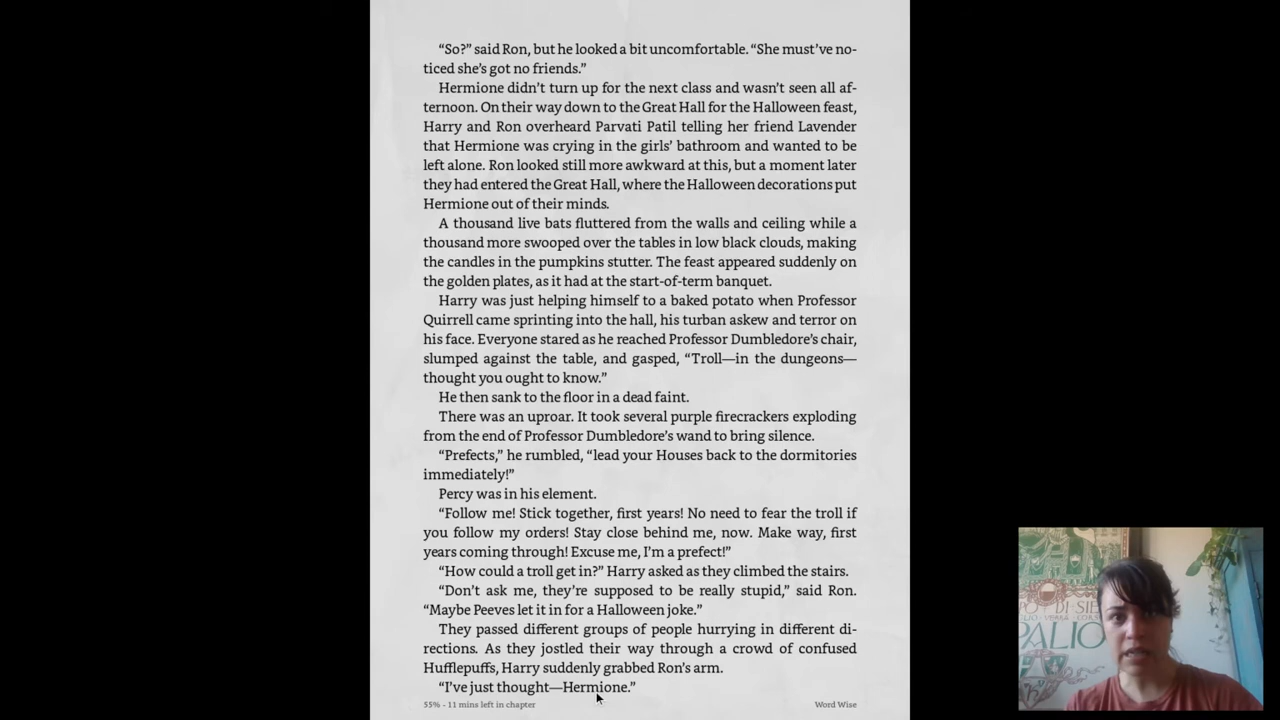 “So?” said Ron, but he looked a bit uncomfortable. “She must’ve no-
ticed she’s got no friends.”
Hermione didn’t turn up for the next class and wasn’t seen all af-
ternoon. On their way down to the Great Hall for the Halloween feast,
Harry and Ron overheard Parvati Patil telling her friend Lavender
that Hermione was crying in the girls’ bathroom and wanted to be
left alone. Ron looked still more awkward at this, but a moment later
they had entered the Great Hall, where the Halloween decorations put
Hermione out of their minds.
A thousand live bats fluttered from the walls and ceiling while a
thousand more swooped over the tables in low black clouds, making
the candles in the pumpkins stutter. The feast appeared suddenly on
the golden plates, as it had at the start-of-term banquet.
Harry was just helping himself to a baked potato when Professor
Quirrell came sprinting into the hall, his turban askew and terror on
his face. Everyone stared as he reached Professor Dumbledore’s chair,
slumped against the table, and gasped, “Troll—in the dungeons—
thought you ought to know.”
He then sank to the floor in a dead faint.
There was an uproar. It took several purple firecrackers exploding
from the end of Professor Dumbledore’s wand to bring silence.
“Prefects,” he rumbled, “lead your Houses back to the dormitories
immediately!”
Percy was in his element.
“Follow me! Stick together, first years! No need to fear the troll if
you follow my orders! Stay close behind me, now. Make way, first
years coming through! Excuse me, I’m a prefect!”
“How could a troll get in?” Harry asked as they climbed the stairs.
“Don’t ask me, they’re supposed to be really stupid,” said Ron.
“Maybe Peeves let it in for a Halloween joke.”
They passed different groups of people hurrying in different di-
rections. As they jostled their way through a crowd of confused
Hufflepuffs, Harry suddenly grabbed Ron’s arm.
“I’ve just thought—Hermione.”
55% - 11 mins left in chapter
Word Wise
PALIO